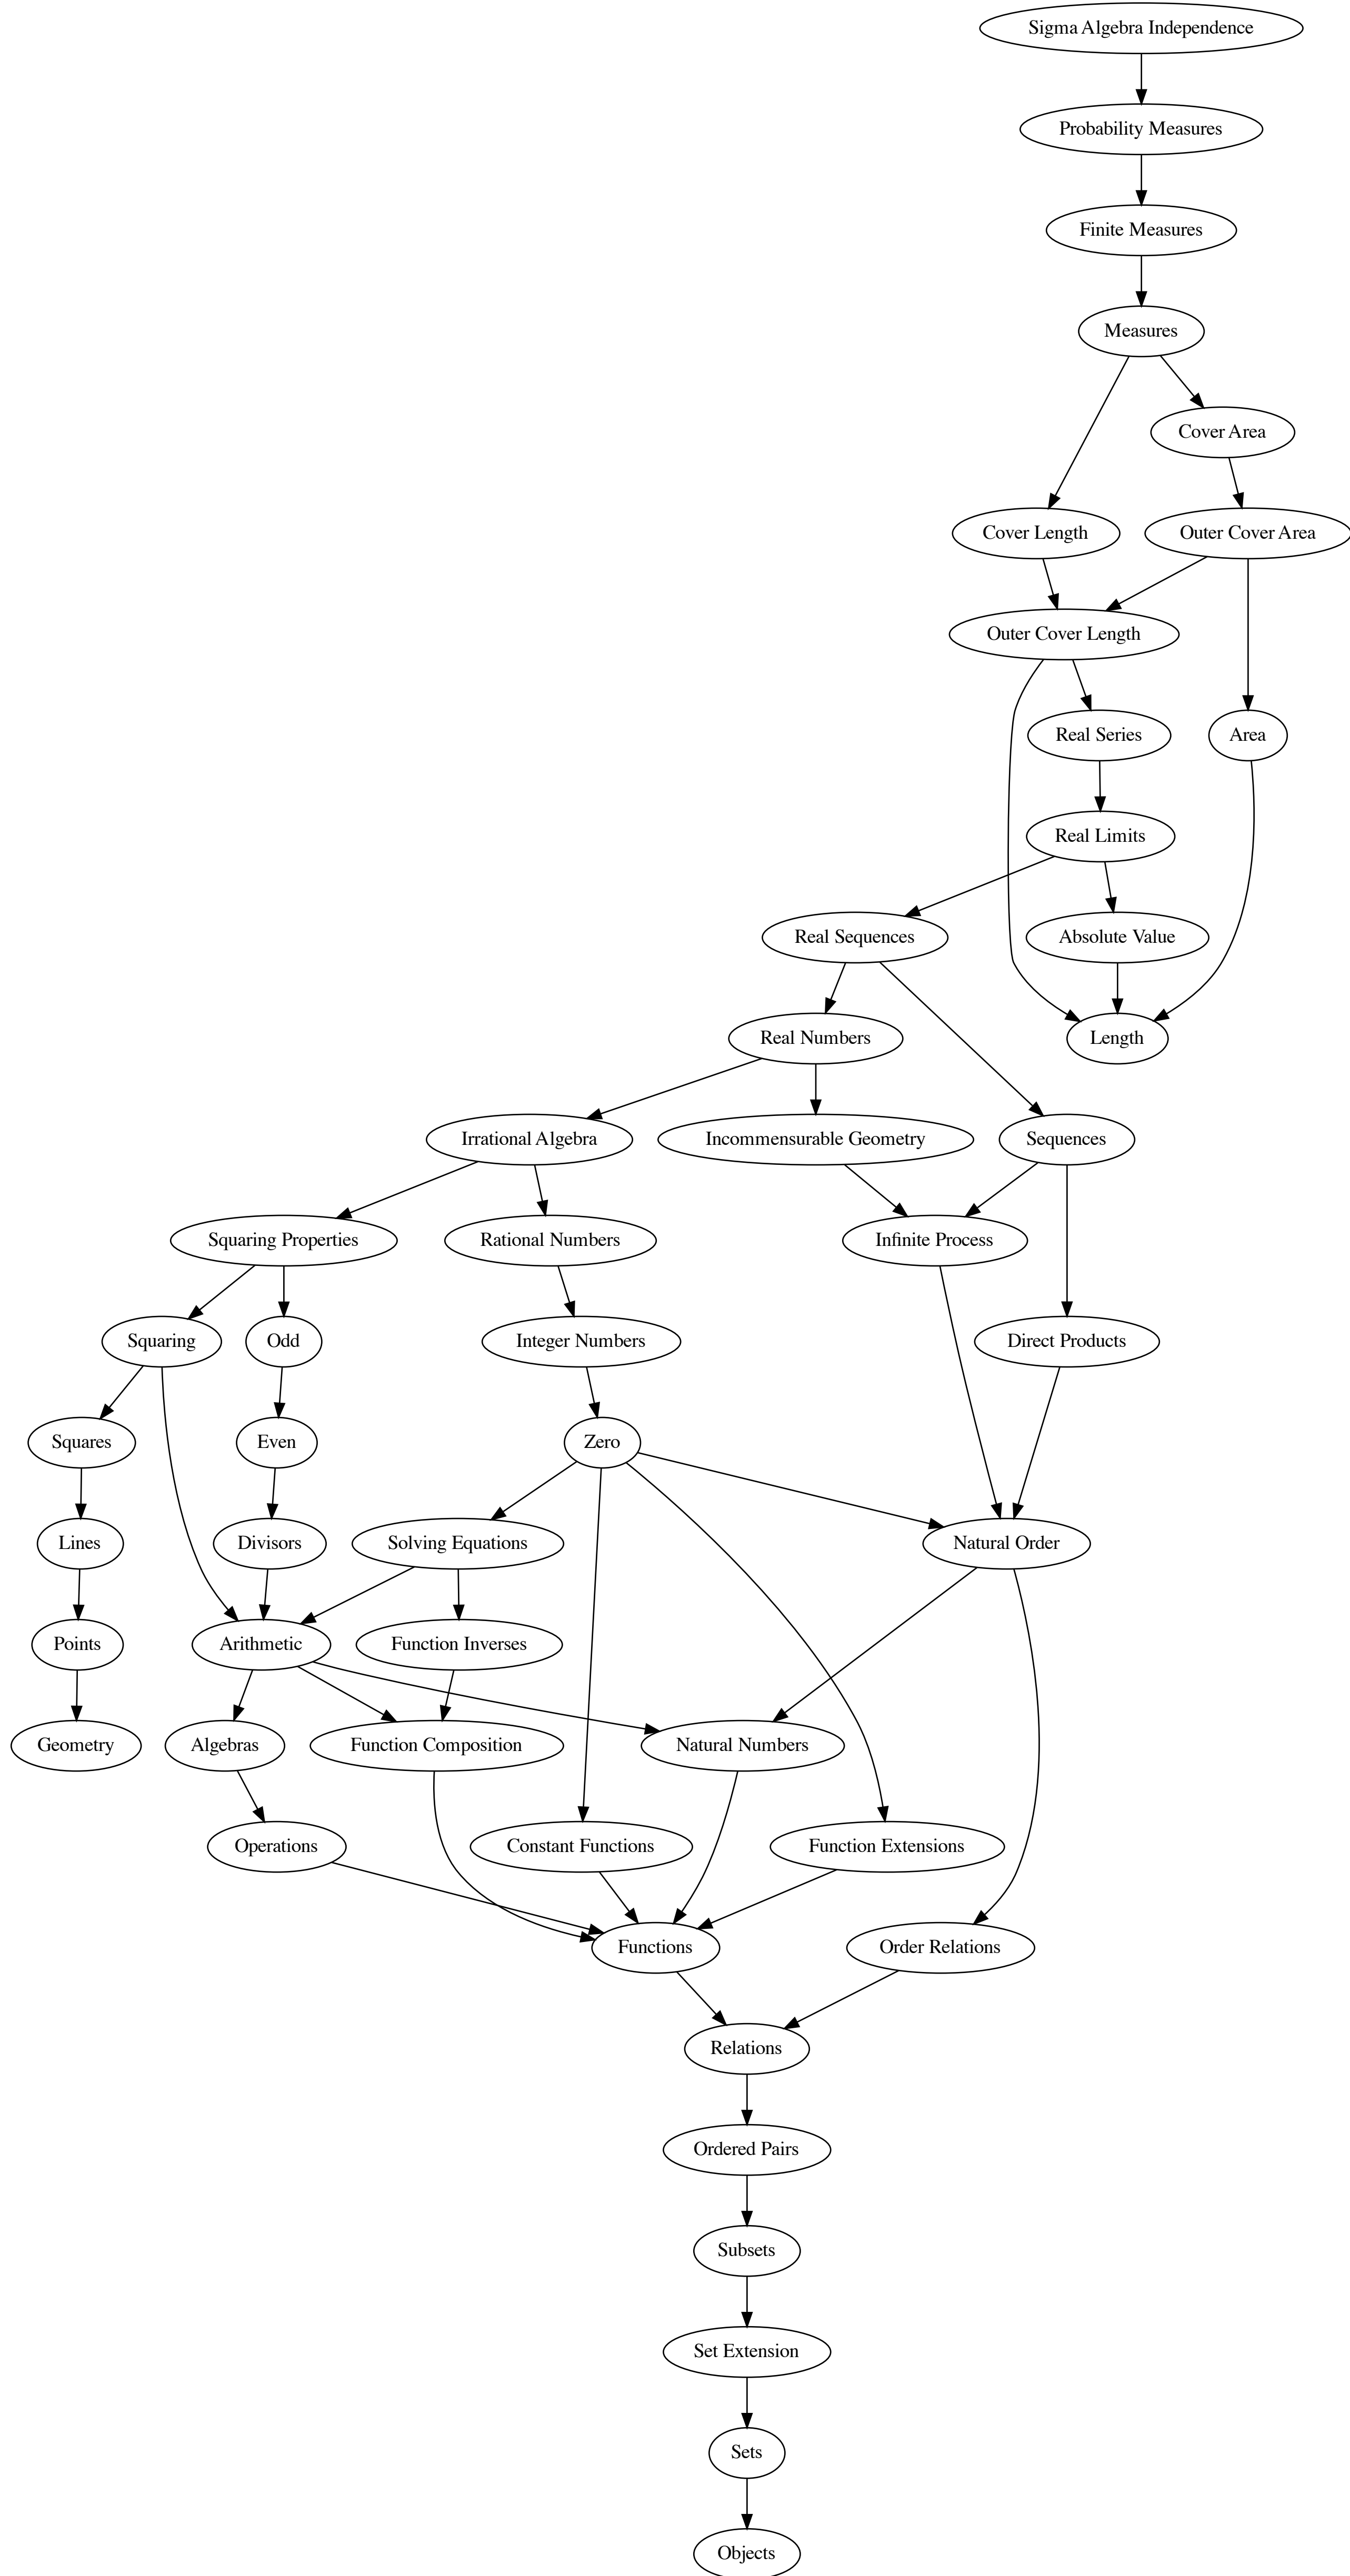 Sigma Algebra Independence
Probability Measures
Finite Measures
Measures
Cover Area
Cover Length
Outer Cover Area
Outer Cover Length
Real Series
Area
Real Limits
Real Sequences
Absolute Value
Real Numbers
Length
Irrational Algebra
Incommensurable Geometry
Sequences
Squaring Properties
Rational Numbers
Infinite Process
Squaring
Odd
Integer Numbers
Direct Products
Squares
Even
Zero
Lines
Divisors
Solving Equations
Natural Order
Points
Arithmetic
Function Inverses
Geometry
Algebras
Function Composition
Natural Numbers
Operations
Constant Functions
Function Extensions
Functions
Order Relations
Relations
Ordered Pairs
Subsets
Set Extension
Sets
Objects